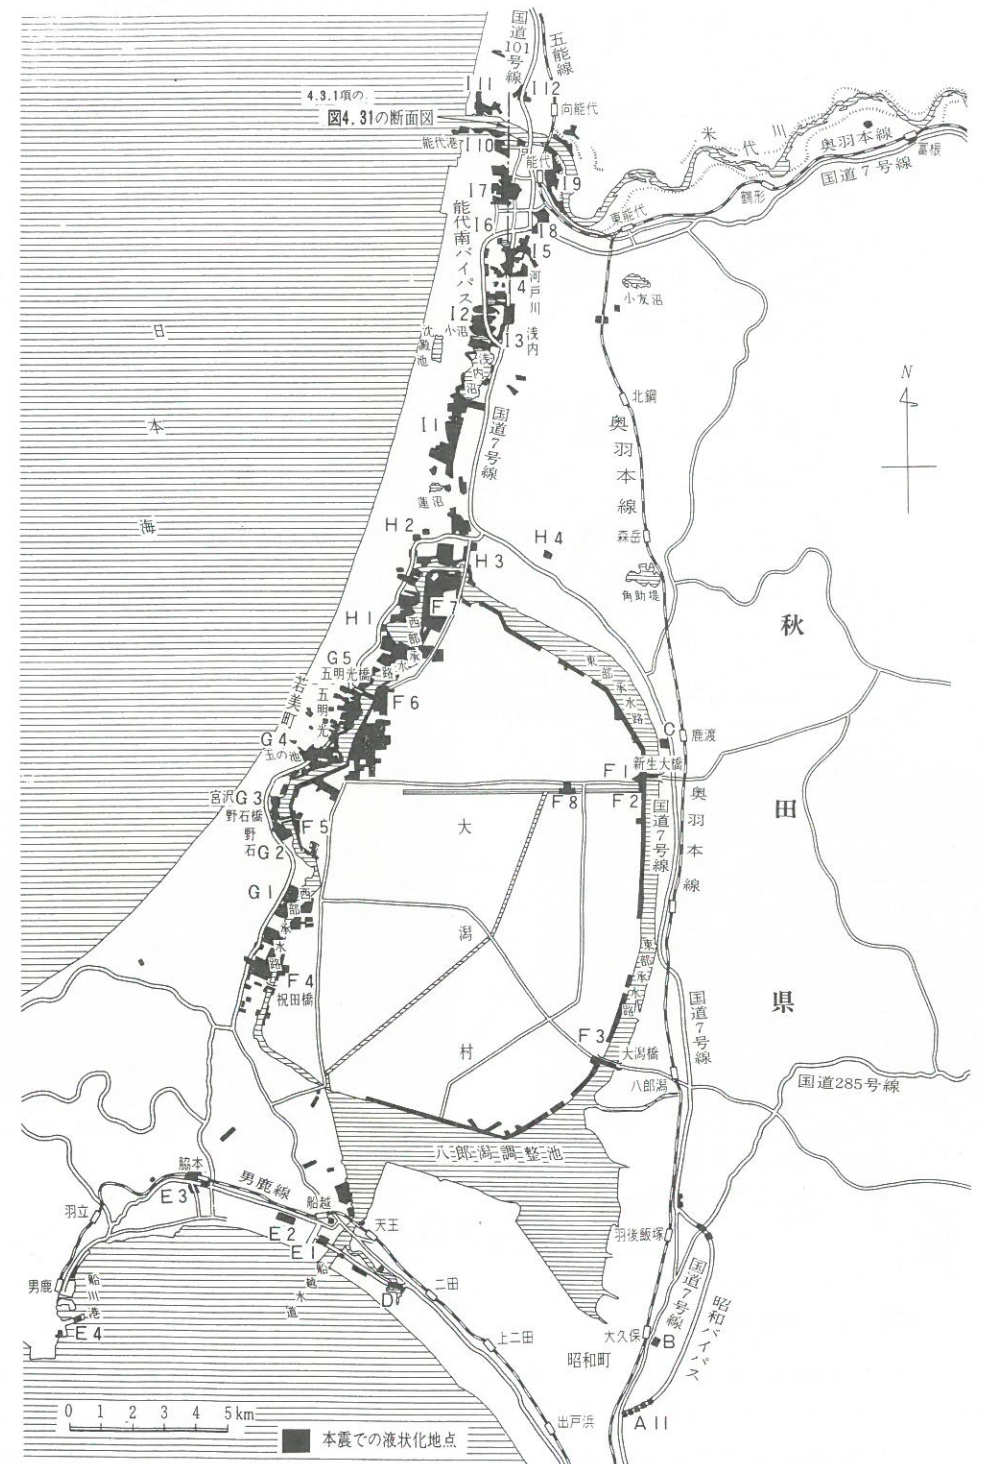 国道101号線
五能線
I11
I12
4.3.1項の
図4.31の断面図
向能代
能代港
I10
米代川
奥羽本線
富根
国道7号線
能代
I9
鶴形
I7
東能代
能代南バイパス
I6
I8
I5
4
河戸川
小友沼
I2
小沼
沈澱池
I3
浅内
浅内沼
日本海
N
北鋼
I1
国道7号線
奥羽本線
蓮沼
H2
H4
森岳
H3
角助堤
F7
H1
西部承水路
秋田県
G5
五明光橋
東部承水路
若美町
五明光
F6
C
鹿渡
G4
玉の池
新生大橋
F1
宮沢
G3
F8
F2
奥羽本線
野石橋
国道7号線
野石
F5
大潟村
G2
G1
西部承水路
東部承水路
F4
祝田橋
国道7号線
F3
大潟橋
八郎潟
国道285号線
八郎潟調整池
脇本
男鹿線
E3
羽立
船越
天王
E2
E1
羽後飯塚
船越水道
国道7号線
男鹿
船川港
D
二田
昭和バイパス
E4
上二田
大久保
B
昭和町
0 1 2 3 4 5km
出戸浜
A11
本震での液状化地点